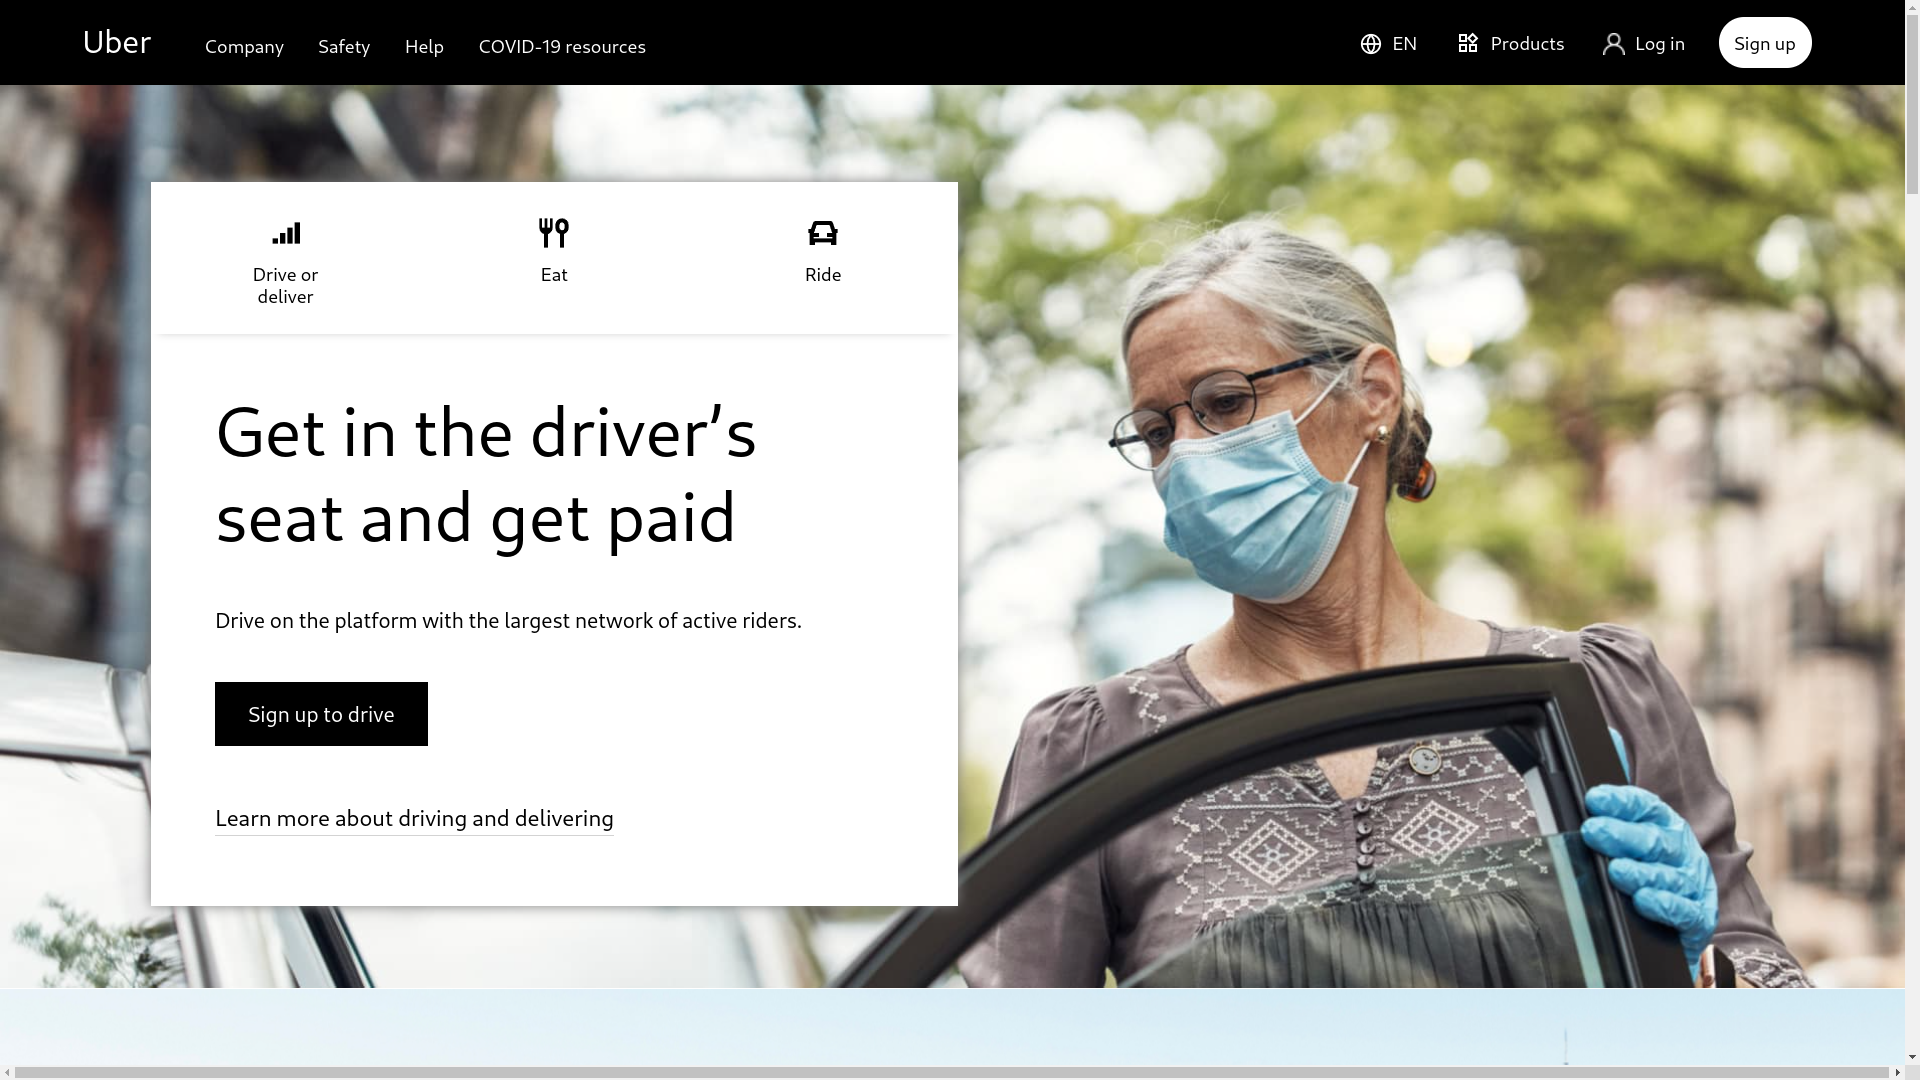 Uber
Company
Safety
Help
COVID-19 resources
EN
Products
Log in
Sign up
Drive or
deliver
Eat
Ride
Get in the driver’s
seat and get paid
Drive on the platform with the largest network of active riders.
Sign up to drive
Learn more about driving and delivering